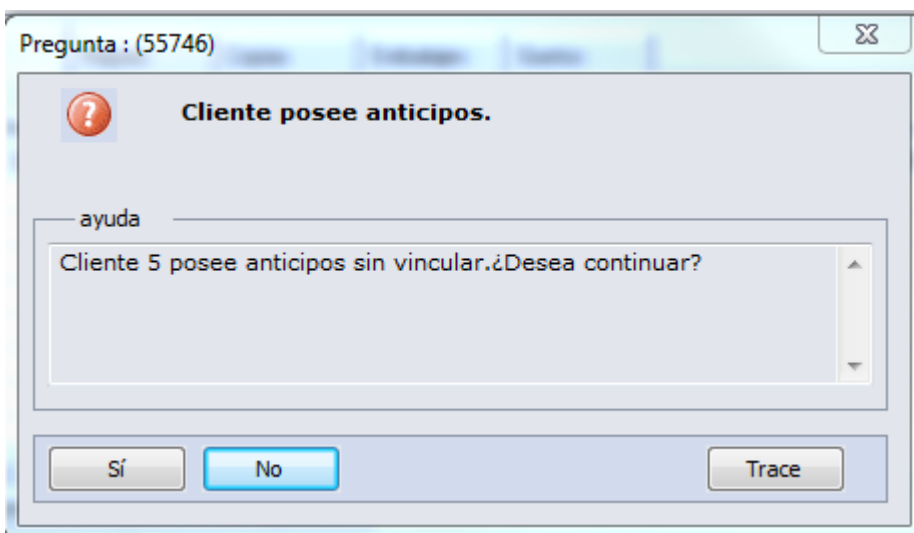 Pregunta : (55746)
Cliente posee anticipos.
ayuda
Cliente 5 posee anticipos sin vincular.¿Desea continuar?
Sí
No
Trace